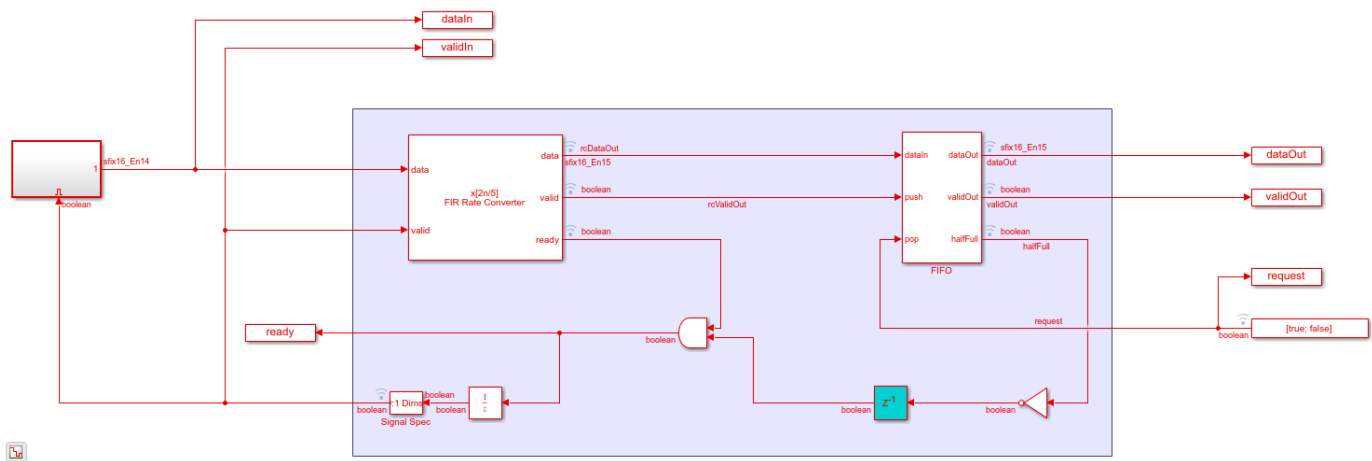 dataIn
validIn
1
sfix16_En14
boolean
data
valid
x[2n/5]
FIR Rate Converter
data
valid
ready
rcDataOut
sfix16_En15
boolean
rcValidOut
boolean
dataIn
push
pop
dataOut
validOut
halfFull
FIFO
sfix16_En15
dataOut
boolean
validOut
boolean
halfFull
dataOut
validOut
request
request
[true; false]
boolean
ready
boolean
boolean
:1 Dims
boolean
Signal Spec
boolean
1
z
z-1
boolean
boolean